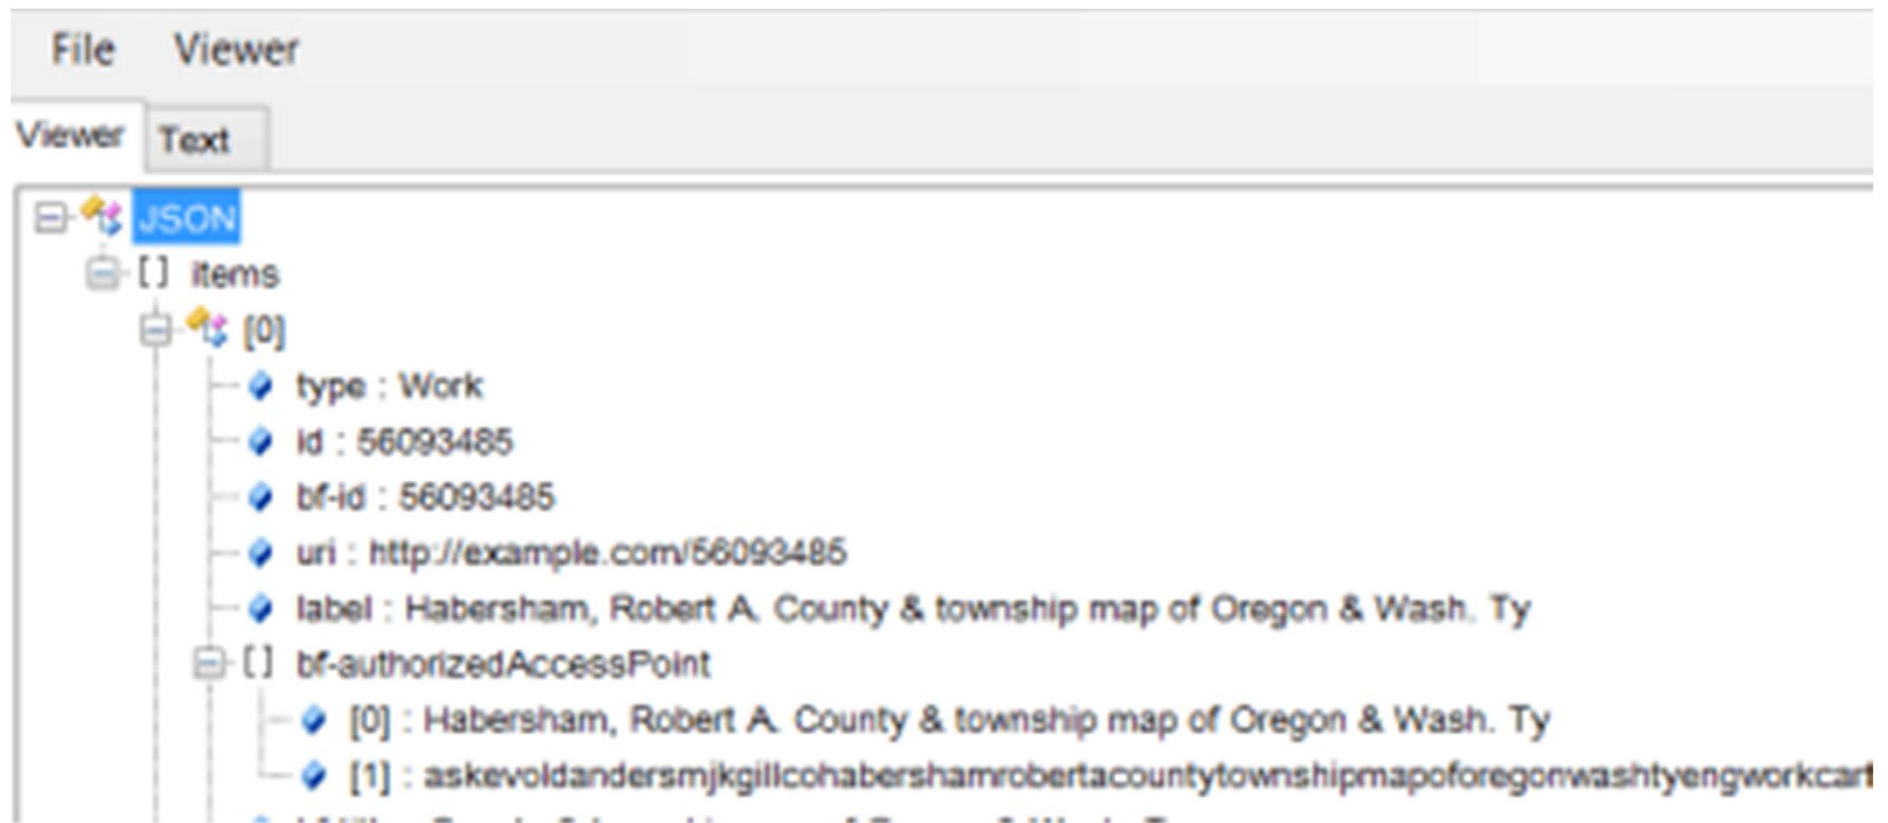 File Viewer
Viewer Text
JSON
[] items
[0]
type : Work
id : 56093485
bf-id : 56093485
uri : http://example.com/56093485
label : Habersham, Robert A. County & township map of Oregon & Wash. Ty
[] bf-authorizedAccessPoint
[0] : Habersham, Robert A. County & township map of Oregon & Wash. Ty
[1] : askevoldandersmjkgillcohabershamrobertacountytownshipmapoforegonwashtyengworkcart